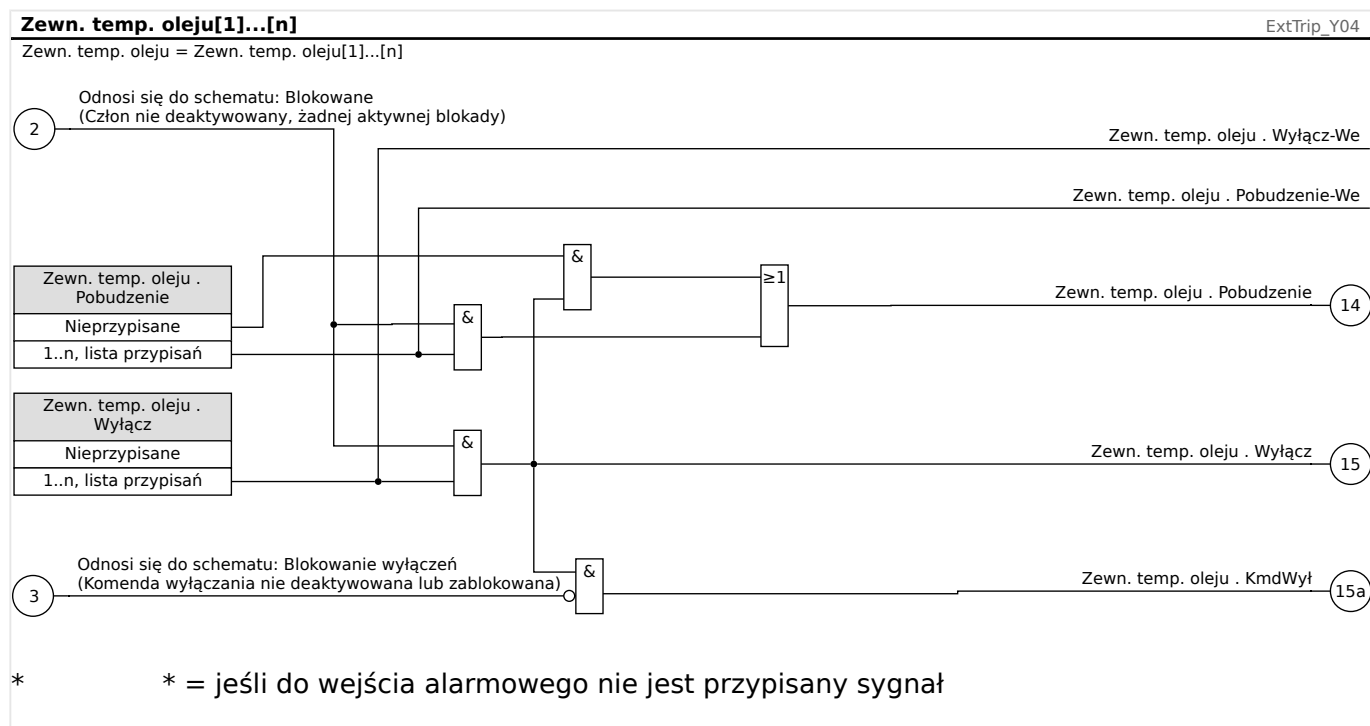 Zewn. temp. oleju[1]...[n]
ExtTrip_Y04
Zewn. temp. oleju = Zewn. temp. oleju[1]...[n]
Odnosi się do schematu: Blokowane
(Człon nie deaktywowany, żadnej aktywnej blokady)
2
Zewn. temp. oleju . Wyłącz-We
Zewn. temp. oleju . Pobudzenie-We
&
Zewn. temp. oleju .
Pobudzenie
Nieprzypisane
1..n, lista przypisań
≥1
Zewn. temp. oleju . Pobudzenie
14
&
Zewn. temp. oleju .
Wyłącz
Nieprzypisane
1..n, lista przypisań
&
Zewn. temp. oleju . Wyłącz
15
Odnosi się do schematu: Blokowanie wyłączeń
(Komenda wyłączania nie deaktywowana lub zablokowana)
3
&
Zewn. temp. oleju . KmdWył
15a
* * = jeśli do wejścia alarmowego nie jest przypisany sygnał